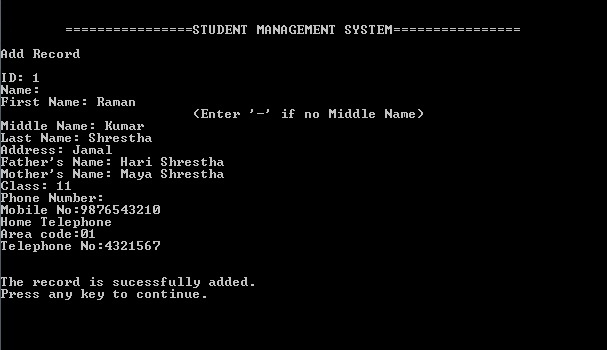 ================STUDENT MANAGEMENT SYSTEM================
Add Record
ID: 1
Name:
First Name: Raman
(Enter '-' if no Middle Name)
Middle Name: Kumar
Last Name: Shrestha
Address: Jamal
Father's Name: Hari Shrestha
Mother's Name: Maya Shrestha
Class: 11
Phone Number:
Mobile No:9876543210
Home Telephone
Area code:01
Telephone No:4321567
The record is sucessfully added.
Press any key to continue.